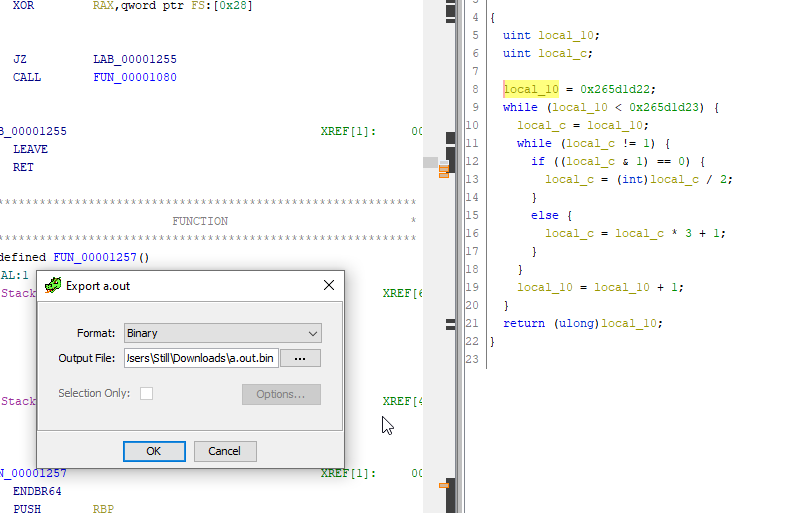 XOR RAX,qword ptr FS:[0x28]
JZ LAB_00001255
CALL FUN_00001080
B_00001255 XREF[1]: 00
LEAVE
RET
*****************************************************************
FUNCTION *
*****************************************************************
defined FUN_00001257()
AL:1
Stack XREF[6
Stack XREF[4
N_00001257 XREF[1]: 00
ENDBR64
PUSH RBP
Export a.out
Format: Binary
Output File: Jsers\Still\Downloads\a.out.bin ...
Selection Only: Options...
OK Cancel
3
4 {
5 uint local_10;
6 uint local_c;
7
8 local_10 = 0x265d1d22;
9 while (local_10 < 0x265d1d23) {
10 local_c = local_10;
11 while (local_c != 1) {
12 if ((local_c & 1) == 0) {
13 local_c = (int)local_c / 2;
14 }
15 else {
16 local_c = local_c * 3 + 1;
17 }
18 }
19 local_10 = local_10 + 1;
20 }
21 return (ulong)local_10;
22 }
23